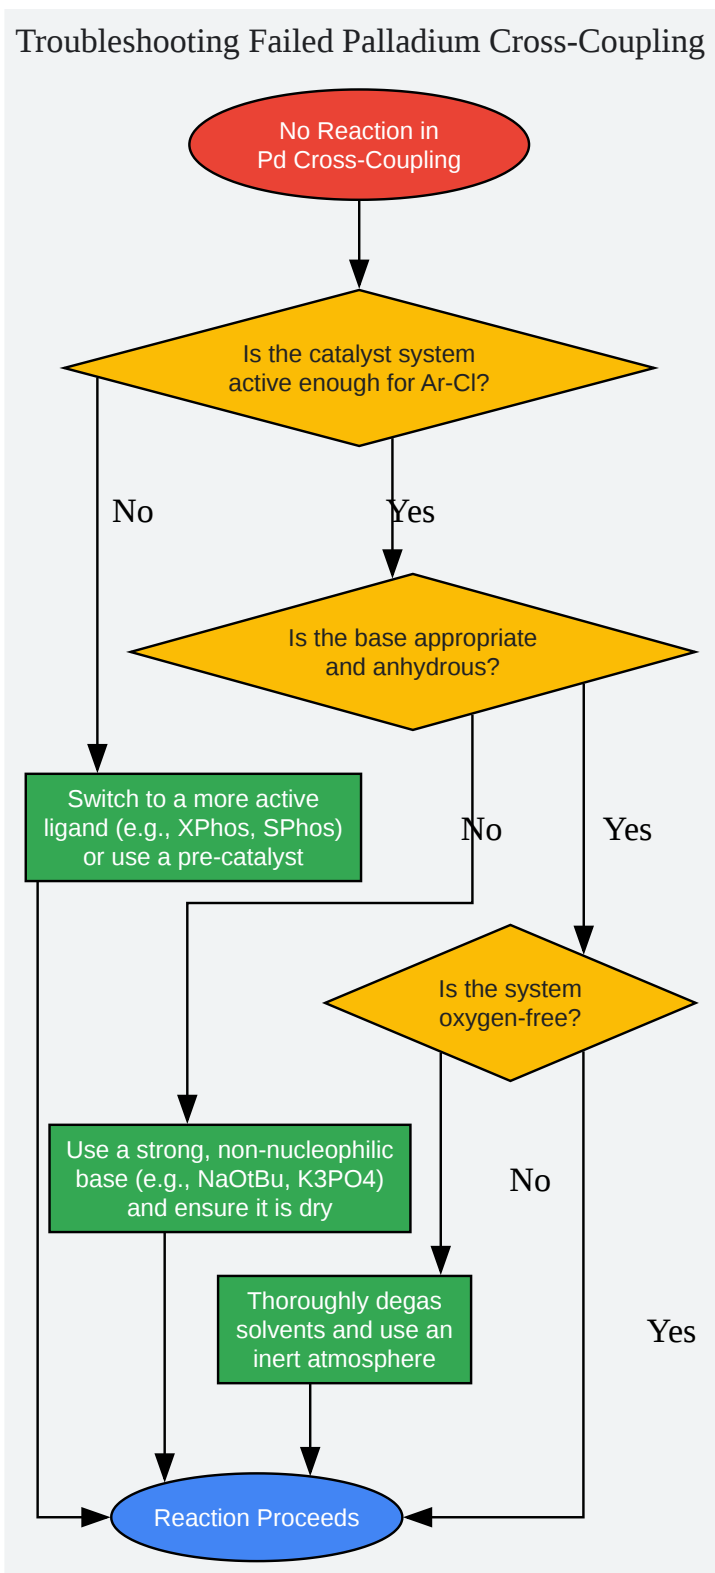 Troubleshooting Failed Palladium Cross-Coupling
No Reaction in
Pd Cross-Coupling
Is the catalyst system
active enough for Ar-Cl?
No
Yes
Is the base appropriate
and anhydrous?
Switch to a more active
ligand (e.g., XPhos, SPhos)
or use a pre-catalyst
No
Yes
Is the system
oxygen-free?
Use a strong, non-nucleophilic
base (e.g., NaOtBu, K3PO4)
and ensure it is dry
No
Thoroughly degas
solvents and use an
inert atmosphere
Yes
Reaction Proceeds